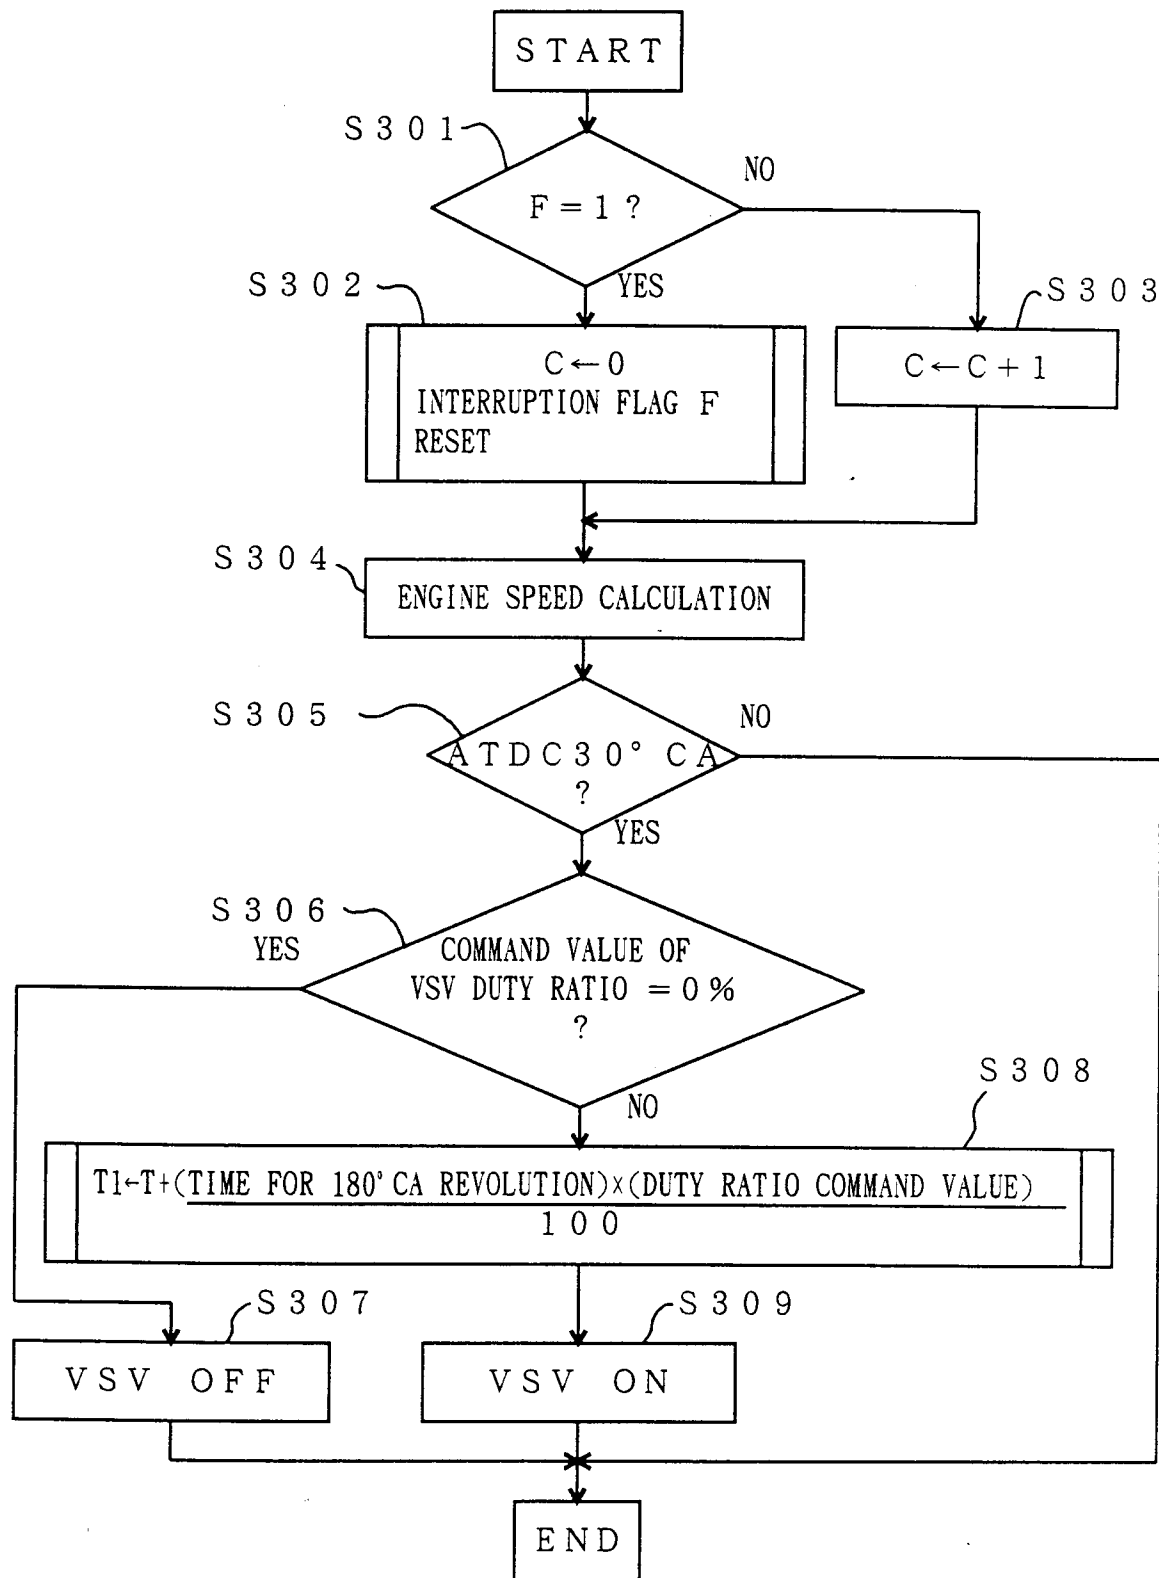 START
S301
NO
F=1?
S302
YES
S303
C←0
INTERRUPTION FLAG F
RESET
C←C+1
S304
ENGINE SPEED CALCULATION
S305
NO
ATDC30° CA
?
YES
S306
YES
COMMAND VALUE OF
VSV DUTY RATIO =0%
?
S308
NO
T1←T+(TIME FOR 180°CA REVOLUTION)×(DUTY RATIO COMMAND VALUE)
100
S307
S309
VSV OFF
VSV ON
END